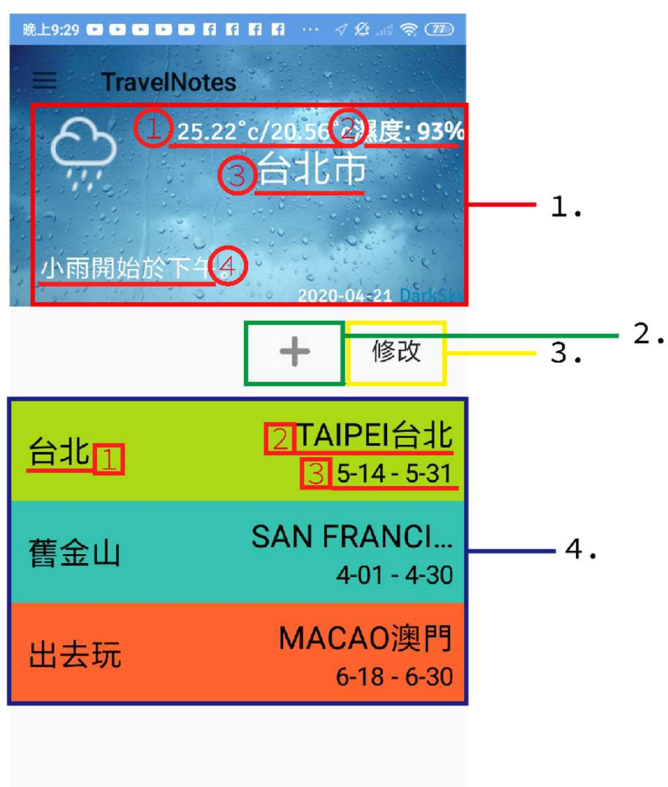 晚上9:29 77
TravelNotes
① 25.22°c/20.56°c ② 濕度: 93%
③ 台北市
1.
小雨開始於下午。 ④
2020-04-21 DarkSky
2.
+ 修改
3.
台北 1 2 TAIPEI台北
3 5-14 - 5-31
舊金山 SAN FRANCI...
4-01 - 4-30
4.
出去玩 MACAO澳門
6-18 - 6-30